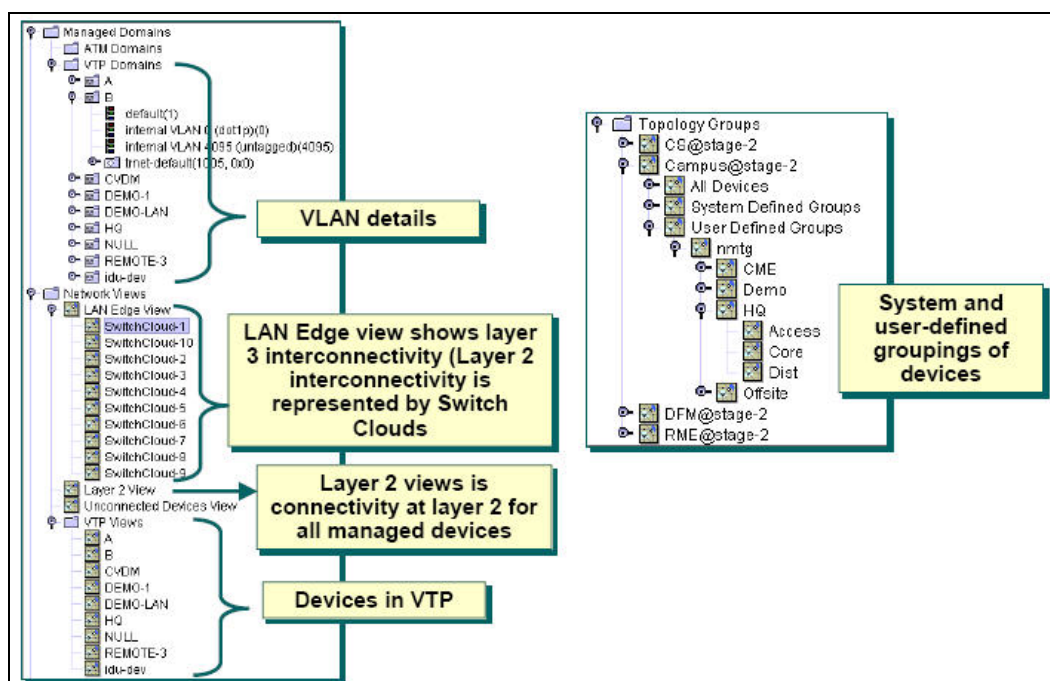 Managed Domains
ATM Domains
VTP Domains
A
B
default(1)
internal VLAN 0 (dot1p)(0)
internal VLAN 4095 (untagged)(4095)
trnet-default(1005, 0x0)
CVDM
DEMO-1
DEMO-LAN
HQ
NULL
REMOTE-3
idu-dev
Network Views
LAN Edge View
SwitchCloud-1
SwitchCloud-10
SwitchCloud-2
SwitchCloud-3
SwitchCloud-4
SwitchCloud-5
SwitchCloud-6
SwitchCloud-7
SwitchCloud-8
SwitchCloud-9
Layer 2 View
Unconnected Devices View
VTP Views
A
B
CVDM
DEMO-1
DEMO-LAN
HQ
NULL
REMOTE-3
idu-dev
VLAN details
LAN Edge view shows layer
3 interconnectivity (Layer 2
interconnectivity is
represented by Switch
Clouds
Layer 2 views is
connectivity at layer 2 for
all managed devices
Devices in VTP
Topology Groups
CS@stage-2
Campus@stage-2
All Devices
System Defined Groups
User Defined Groups
nmtg
CME
Demo
HQ
Access
Core
Dist
Offsite
DFM@stage-2
RME@stage-2
System and
user-defined
groupings of
devices